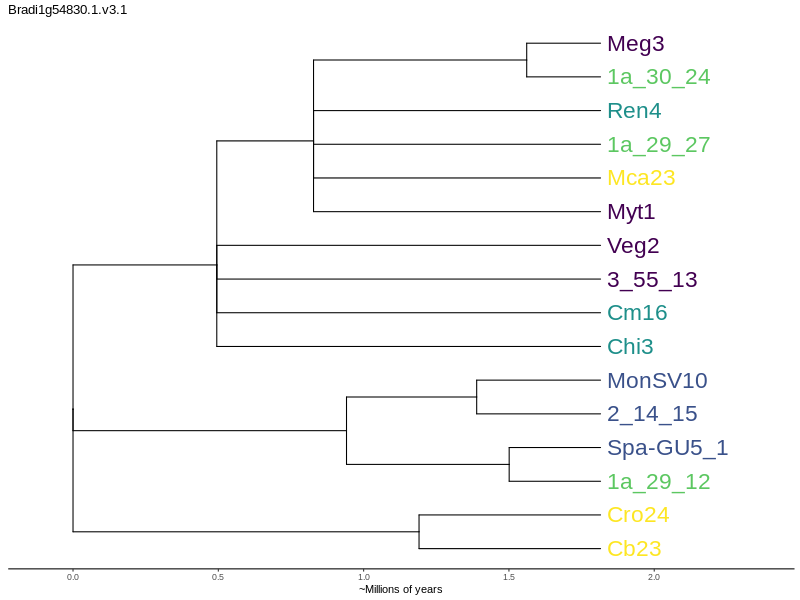 Bradi1g54830.1.v3.1
Meg3
1a_30_24
Ren4
1a_29_27
Mca23
Myt1
Veg2
3_55_13
Cm16
Chi3
MonSV10
2_14_15
Spa-GU5_1
1a_29_12
Cro24
Cb23
0.0 0.5 1.0 1.5 2.0
~Millions of years